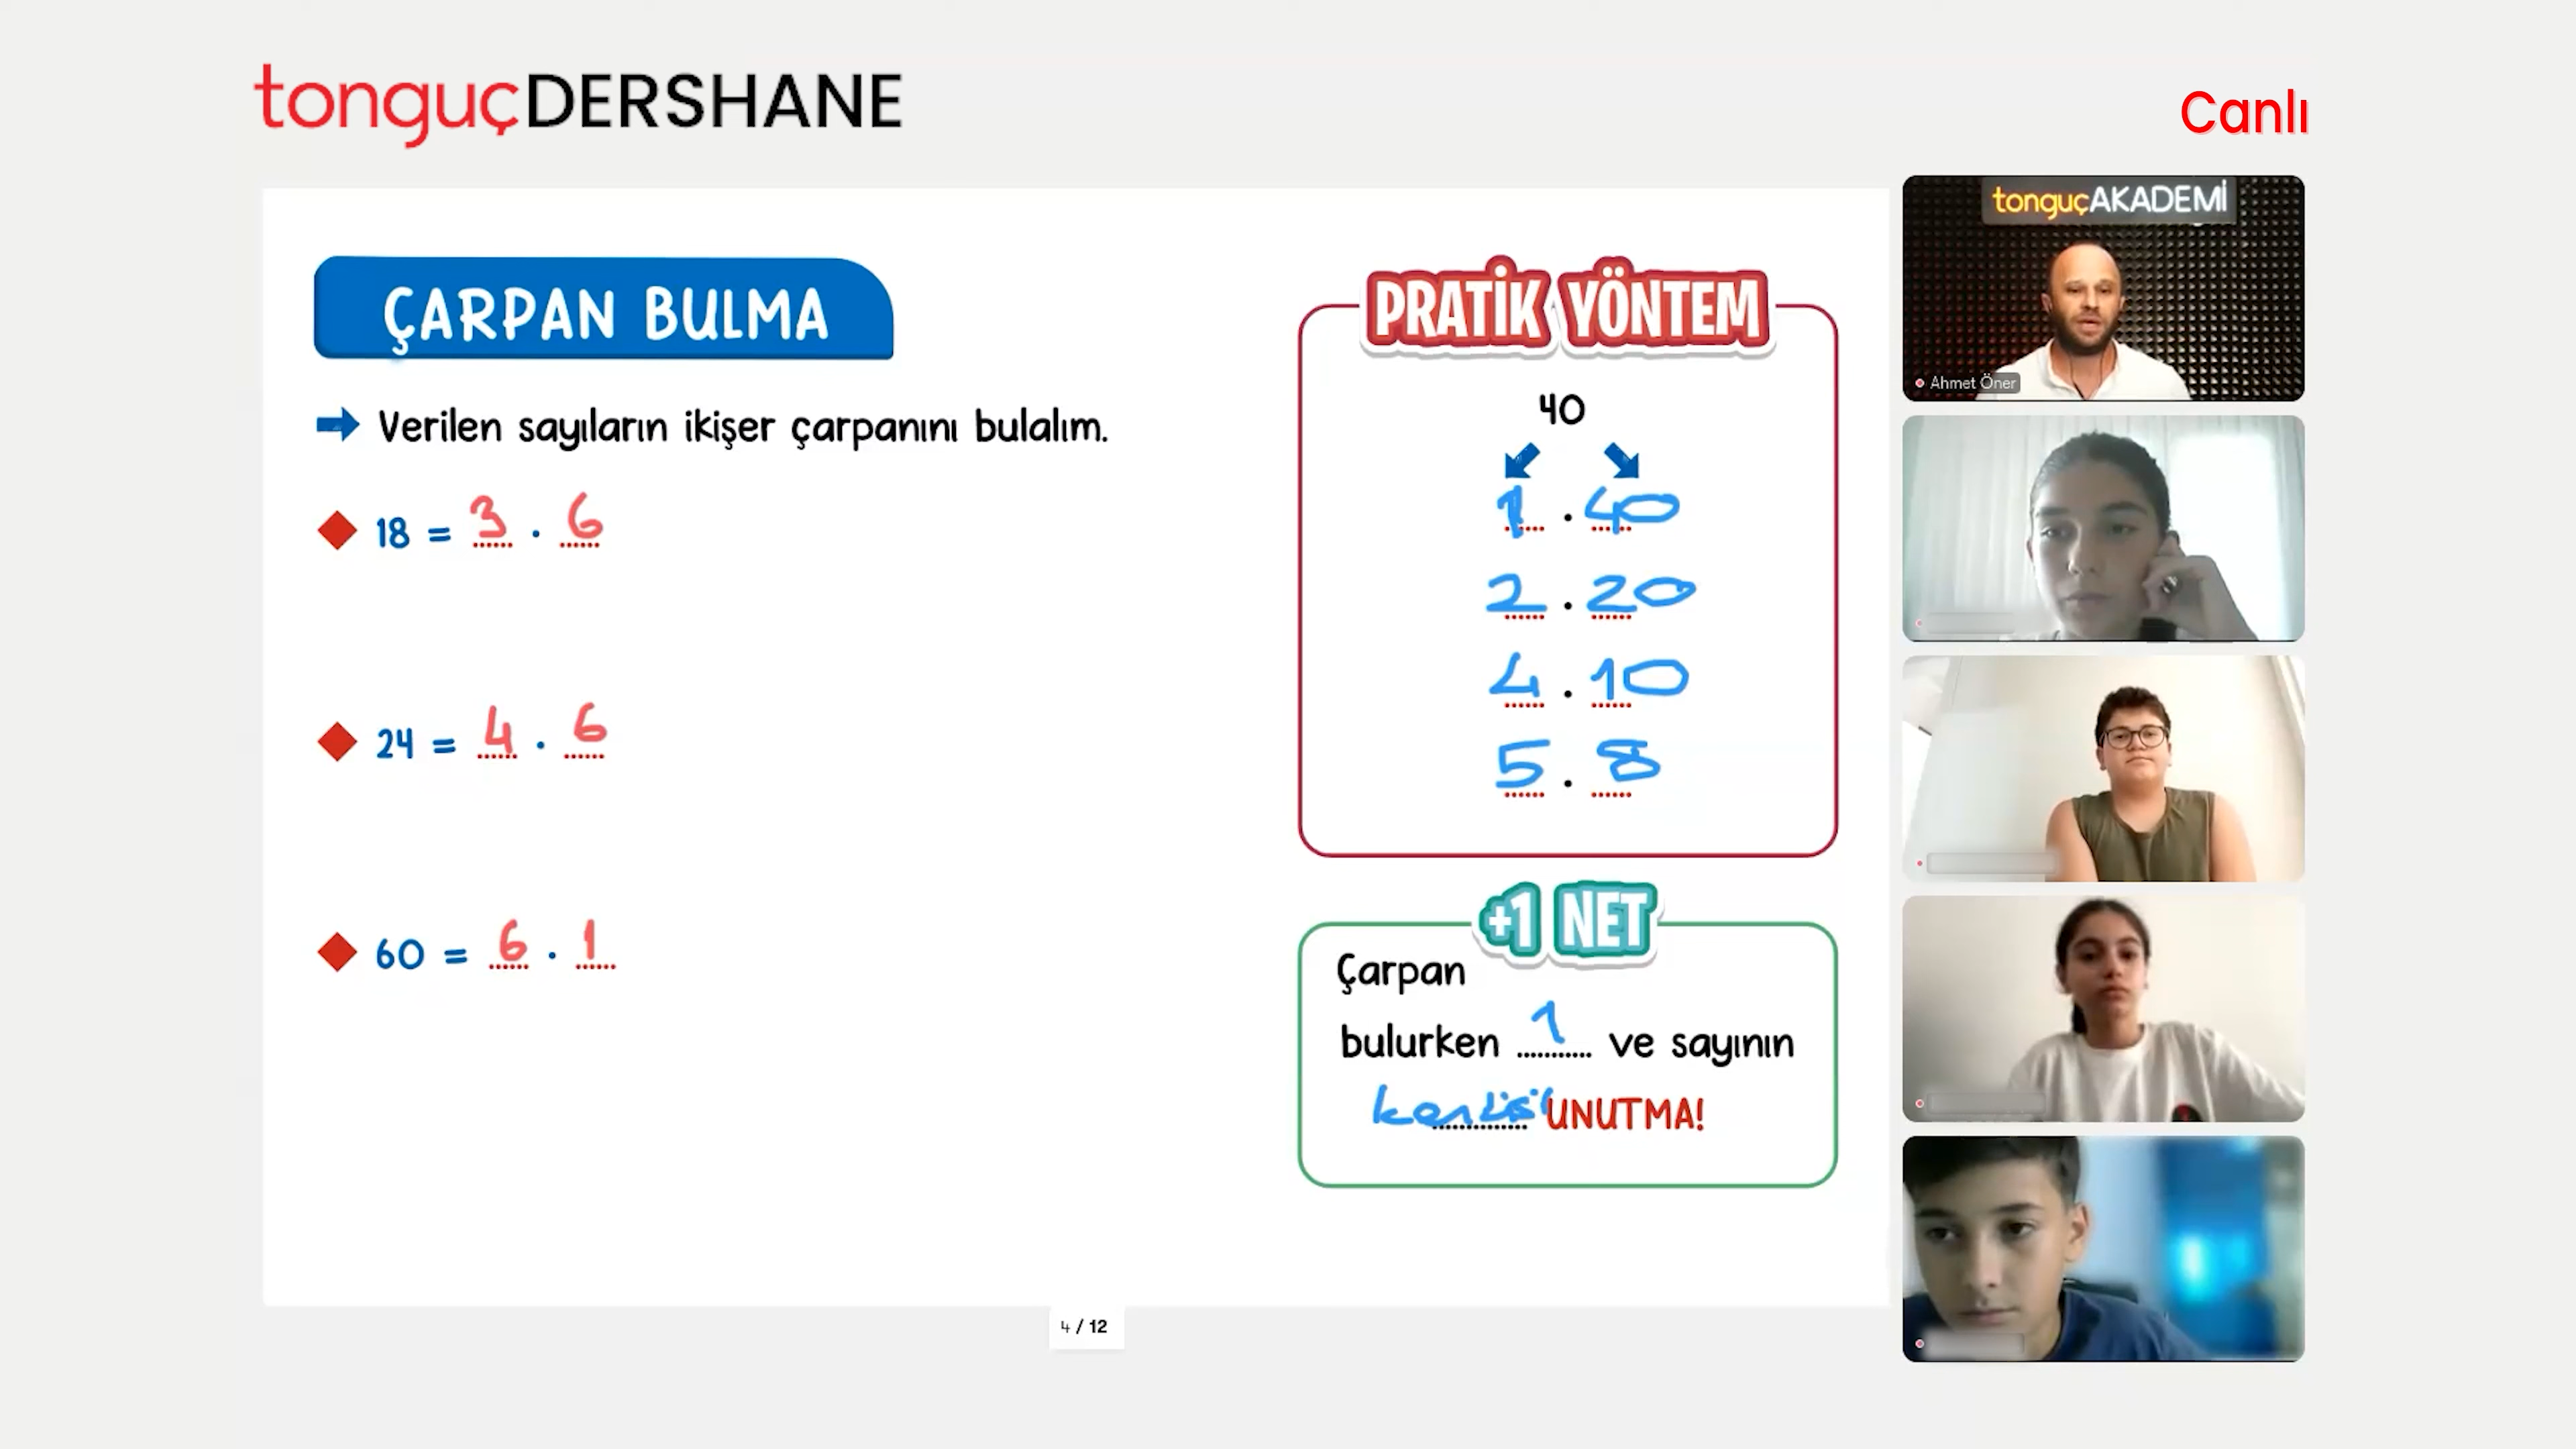 tonguçDERSHANE
Canlı
ÇARPAN BULMA
Verilen sayıların ikişer çarpanını bulalım.
18 = 3 . 6
24 = 4 . 6
60 = 6 . 1
PRATİK YÖNTEM
40
1 . 40
2 . 20
4 . 10
5 . 8
+1 NET
Çarpan
bulurken 1 ve sayının
UNUTMA!
4 / 12
tonguçAKADEMİ
Ahmet Öner